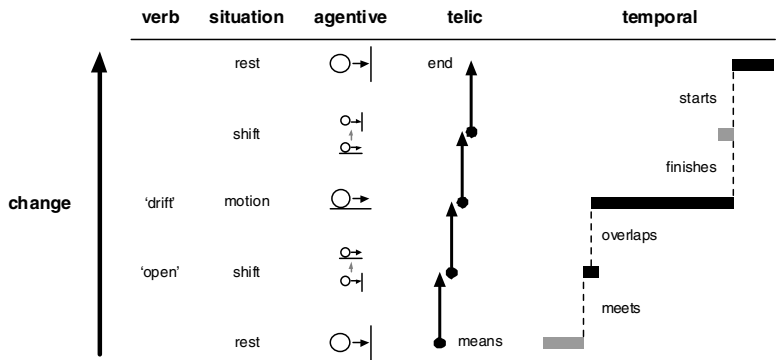 verb situation agentive telic temporal
rest end
starts
shift
finishes
change 'drift' motion
overlaps
'open' shift
meets
rest means